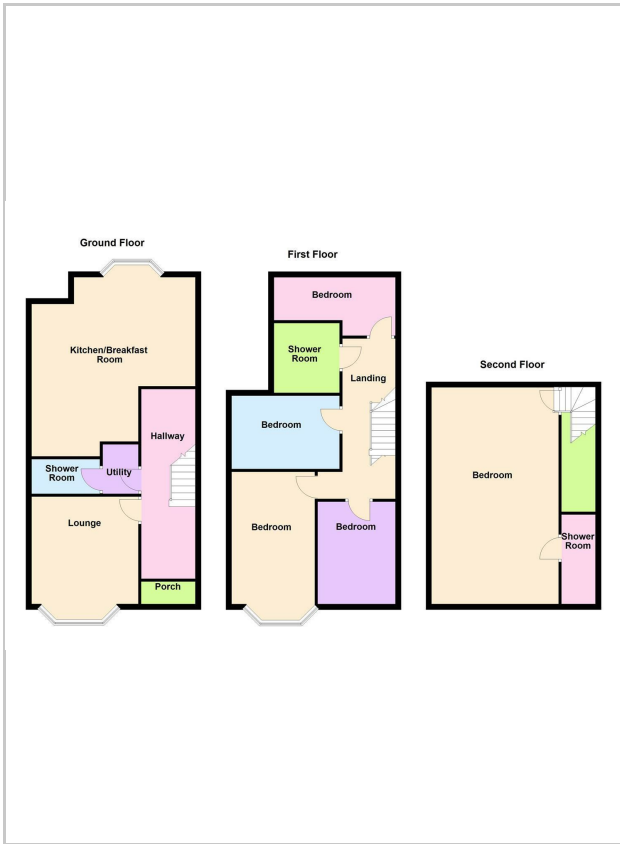 Ground Floor
Kitchen/Breakfast
Room
Hallway
Shower
Room
Utility
Lounge
Porch
First Floor
Bedroom
Shower
Room
Landing
Bedroom
Bedroom
Bedroom
Second Floor
Bedroom
Shower
Room